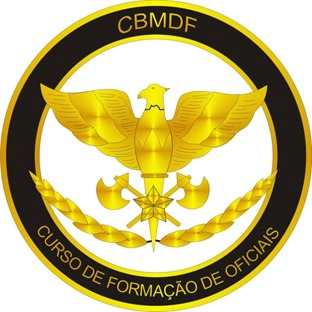 CBMDF
CURSO DE FORMAÇÃO DE OFICIAIS